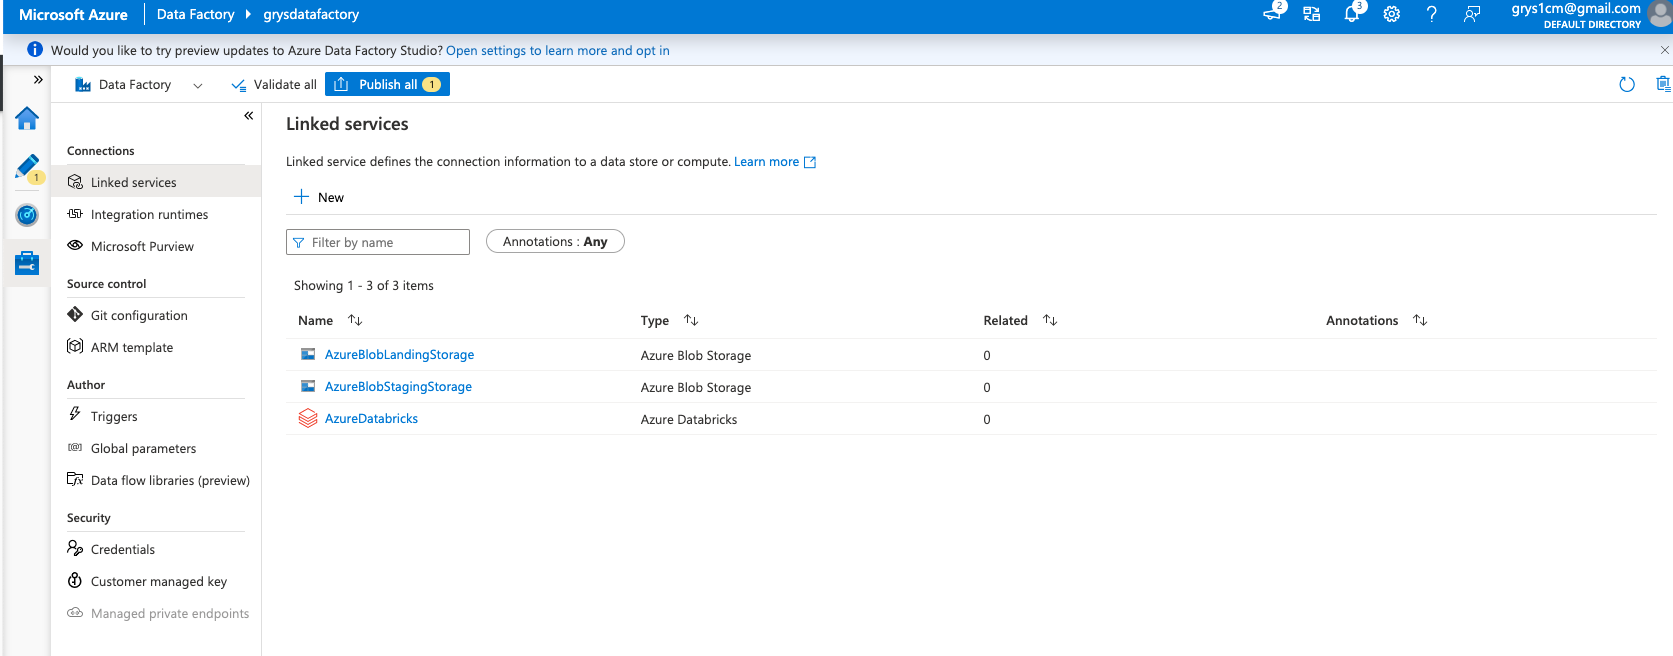 Microsoft Azure Data Factory grysdatafactory 2 3 grys1cm@gmail.com
DEFAULT DIRECTORY
Would you like to try preview updates to Azure Data Factory Studio? Open settings to learn more and opt in
Data Factory Validate all Publish all 1
Linked services
Linked service defines the connection information to a data store or compute. Learn more
Connections
1
Linked services
Integration runtimes
Microsoft Purview
Source control
Git configuration
ARM template
Author
Triggers
Global parameters
Data flow libraries (preview)
Security
Credentials
Customer managed key
Managed private endpoints
New
Filter by name Annotations : Any
Showing 1 - 3 of 3 items
Name Type Related Annotations
AzureBlobLandingStorage Azure Blob Storage 0
AzureBlobStagingStorage Azure Blob Storage 0
AzureDatabricks Azure Databricks 0